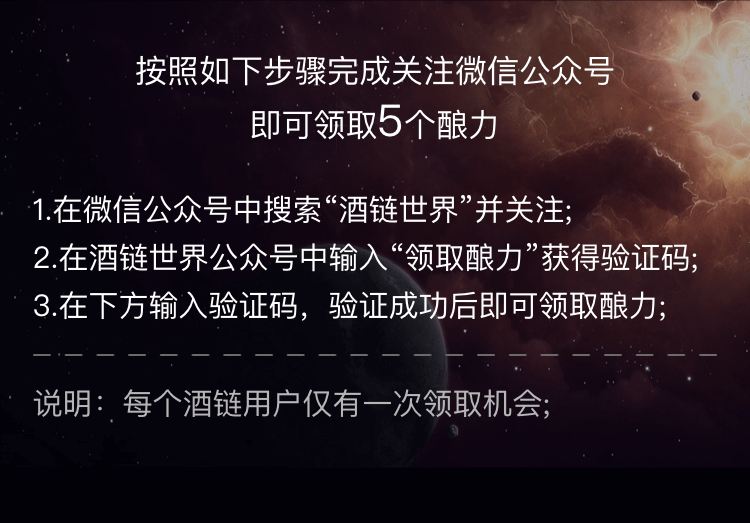 按照如下步骤完成关注微信公众号
即可领取5个酿力
1.在微信公众号中搜索“酒链世界”并关注;
2.在酒链世界公众号中输入“领取酿力”获得验证码;
3.在下方输入验证码，验证成功后即可领取酿力;
说明：每个酒链用户仅有一次领取机会;